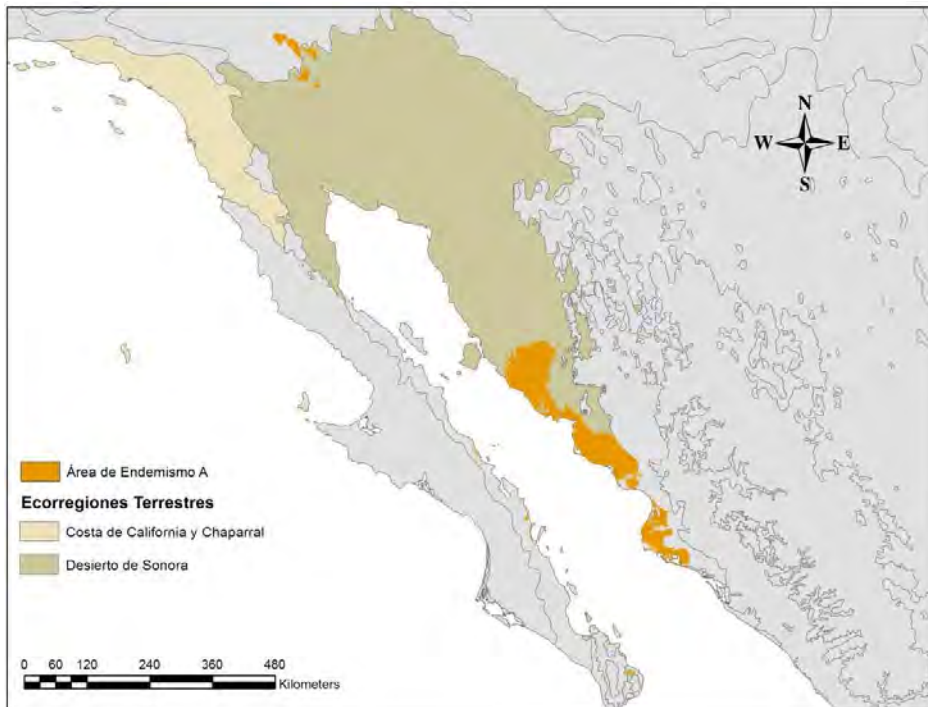 N
W E
S
Área de Endemismo A
Ecorregiones Terrestres
Costa de California y Chaparral
Desierto de Sonora
0 60 120 240 360 480
Kilometers